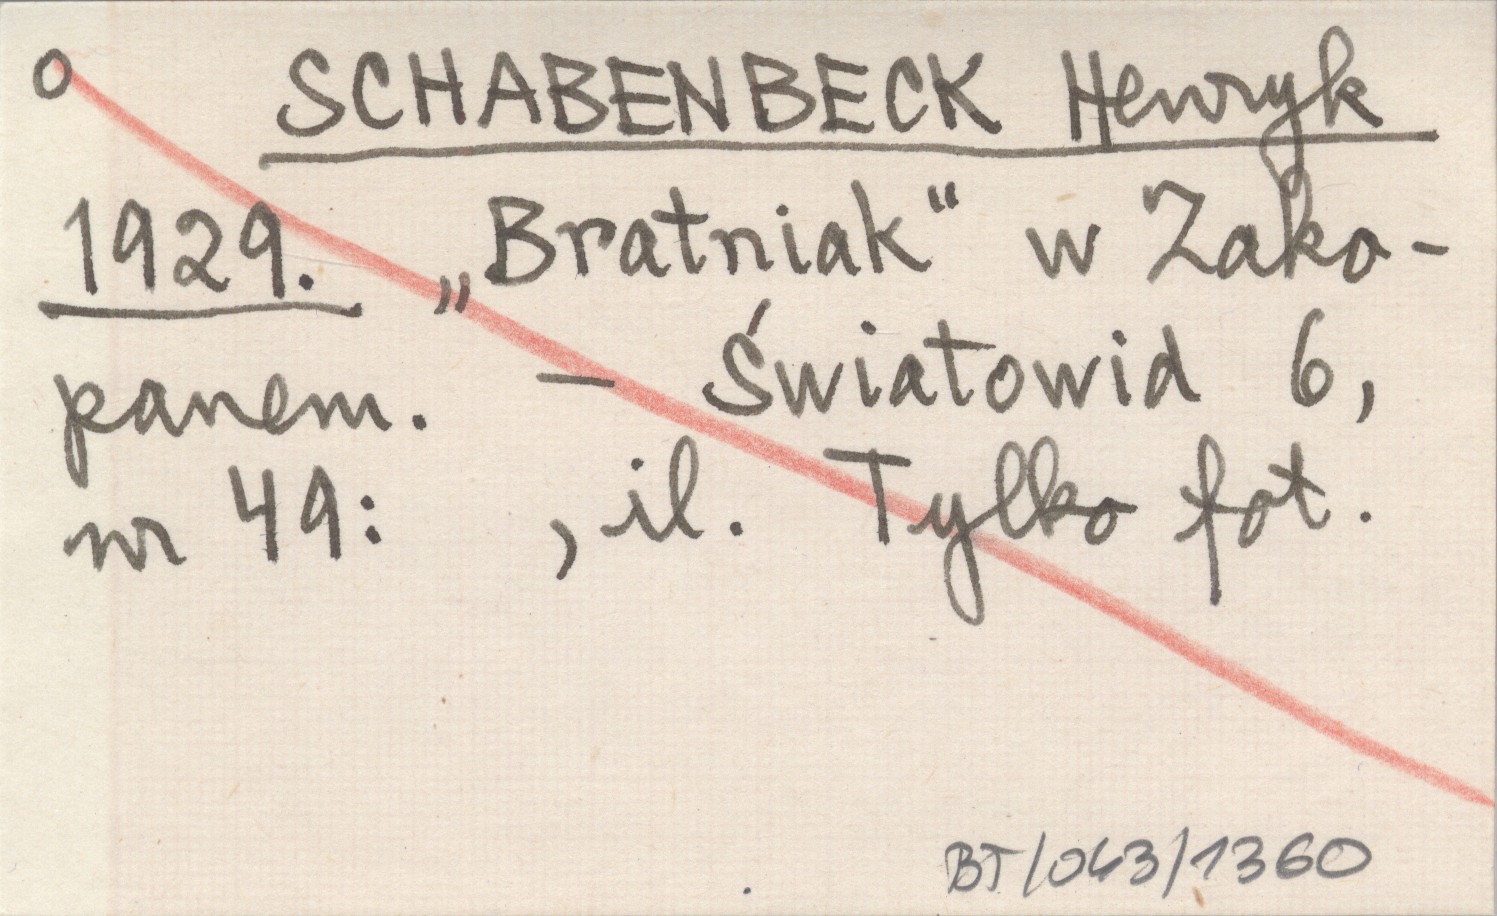 o SCHABENBECK Henryk
1929. „Bratniak“ w Zako-
panem. — Światowid 6,
nr 49: , il. Tylko fot.
BT/043/1360